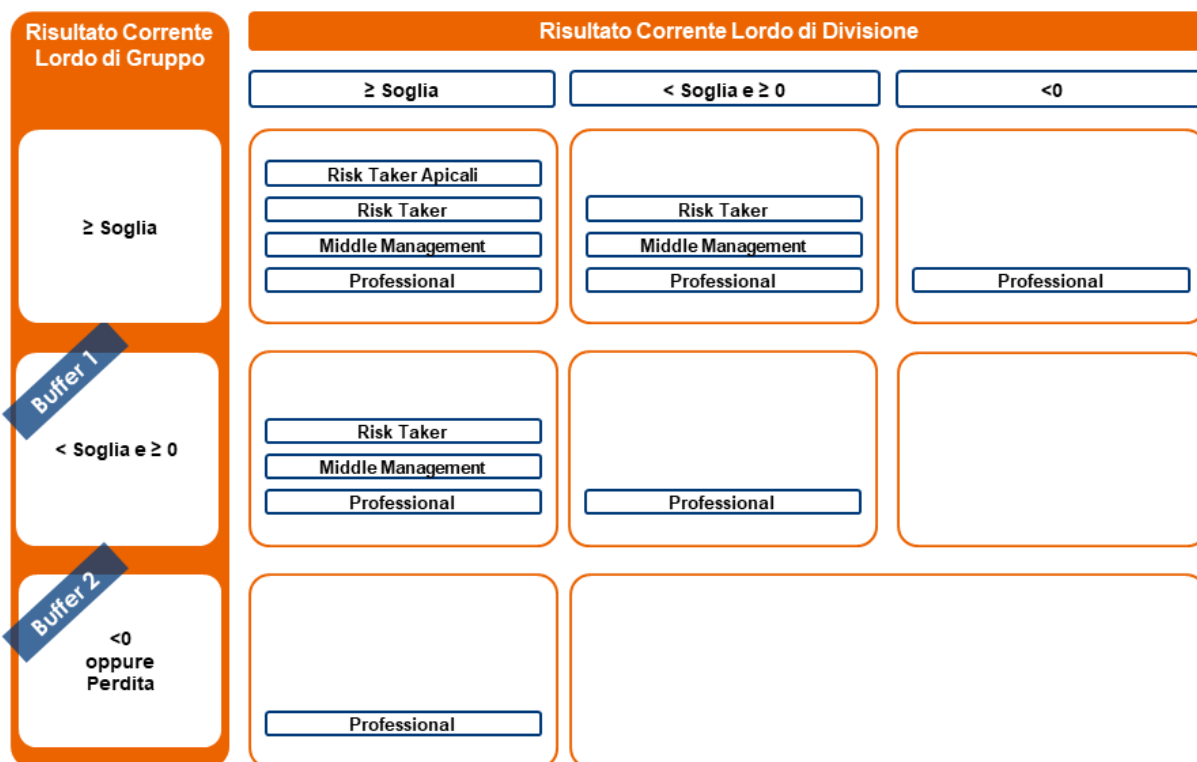 Risultato Corrente
Lordo di Gruppo
Risultato Corrente Lordo di Divisione
≥ Soglia
< Soglia e ≥ 0
<0
≥ Soglia
Risk Taker Apicali
Risk Taker
Middle Management
Professional
Risk Taker
Middle Management
Professional
Professional
Buffer 1
< Soglia e ≥ 0
Risk Taker
Middle Management
Professional
Professional
Buffer 2
<0
oppure
Perdita
Professional